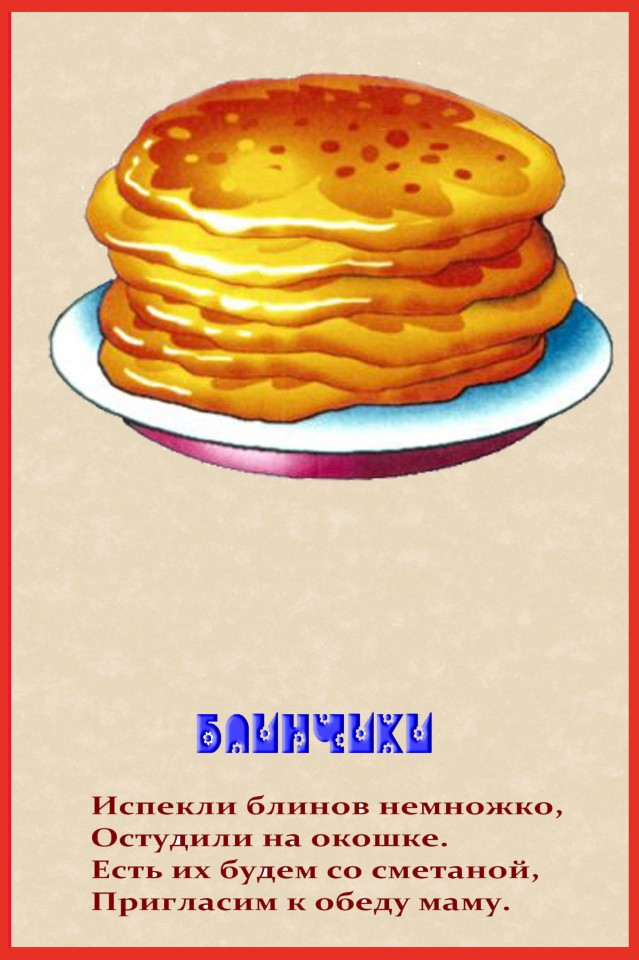 БЛИНЧИКИ
Испекли блинов немножко,
Остудили на окошке.
Есть их будем со сметаной,
Пригласим к обеду маму.